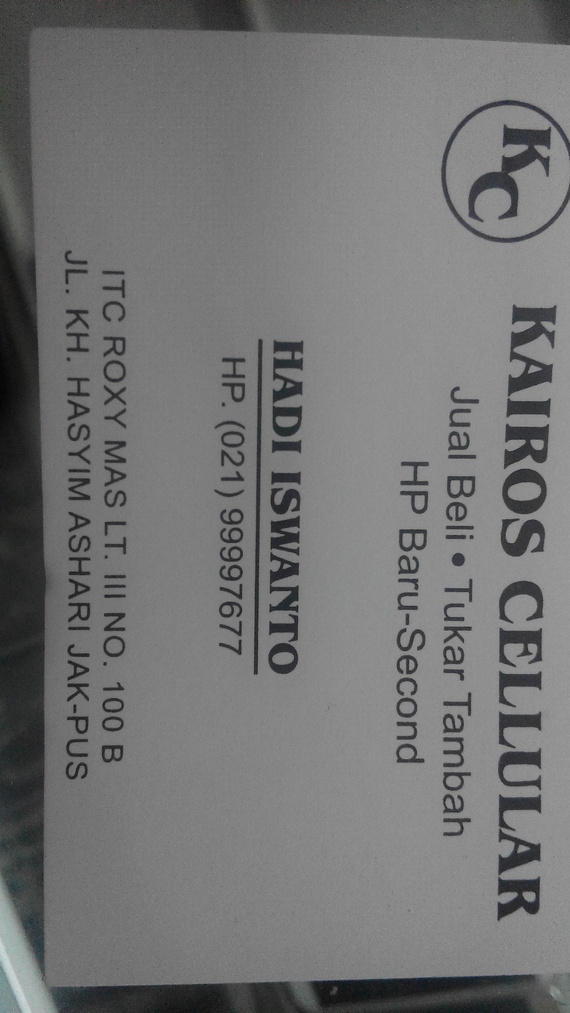 KC
KAIROS CELLULAR
Jual Beli • Tukar Tambah
HP Baru-Second
HADI ISWANTO
HP. (021) 99997677
ITC ROXY MAS LT. III NO. 100 B
JL. KH. HASYIM ASHARI JAK-PUS